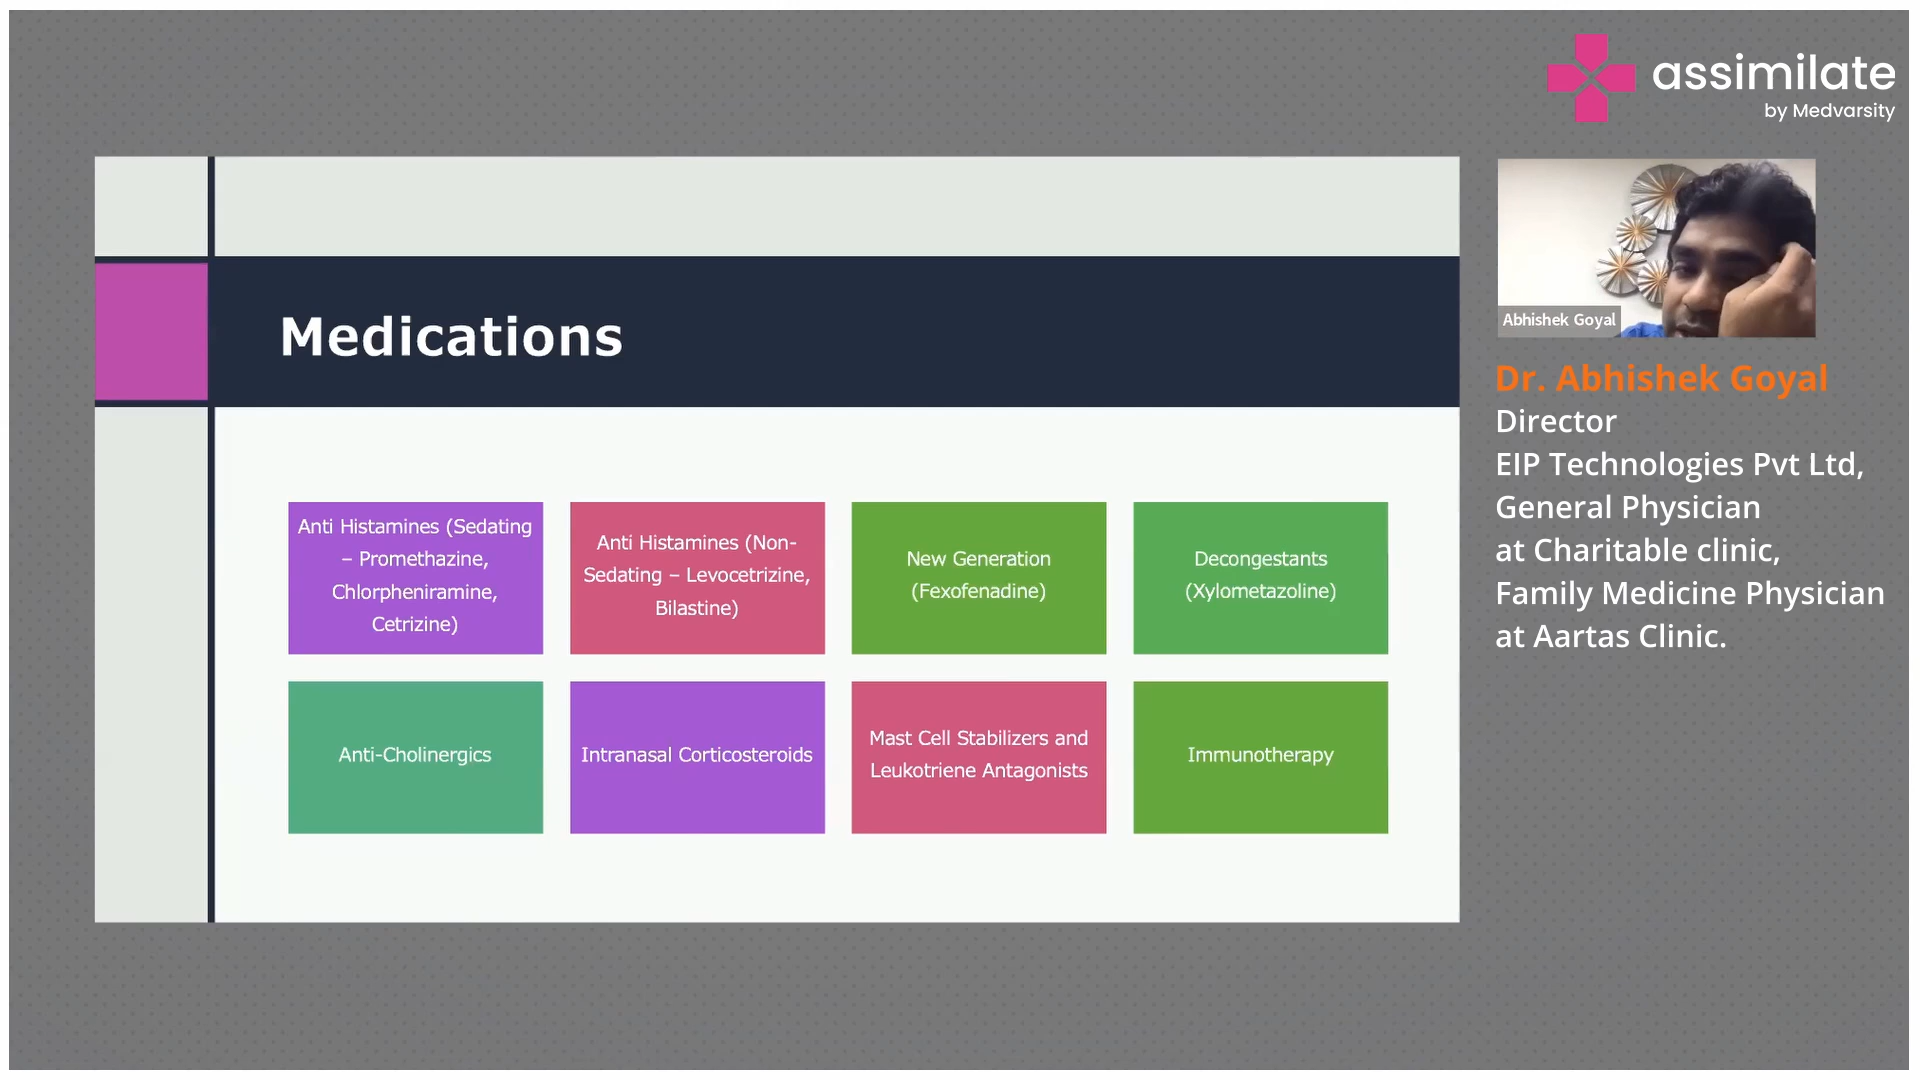 assimilate
by Medvarsity
Medications
Anti Histamines (Sedating
– Promethazine,
Chlorpheniramine,
Cetrizine)
Anti Histamines (Non-
Sedating – Levocetrizine,
Bilastine)
New Generation
(Fexofenadine)
Decongestants
(Xylometazoline)
Anti-Cholinergics
Intranasal Corticosteroids
Mast Cell Stabilizers and
Leukotriene Antagonists
Immunotherapy
Abhishek Goyal
Dr. Abhishek Goyal
Director
EIP Technologies Pvt Ltd,
General Physician
at Charitable clinic,
Family Medicine Physician
at Aartas Clinic.